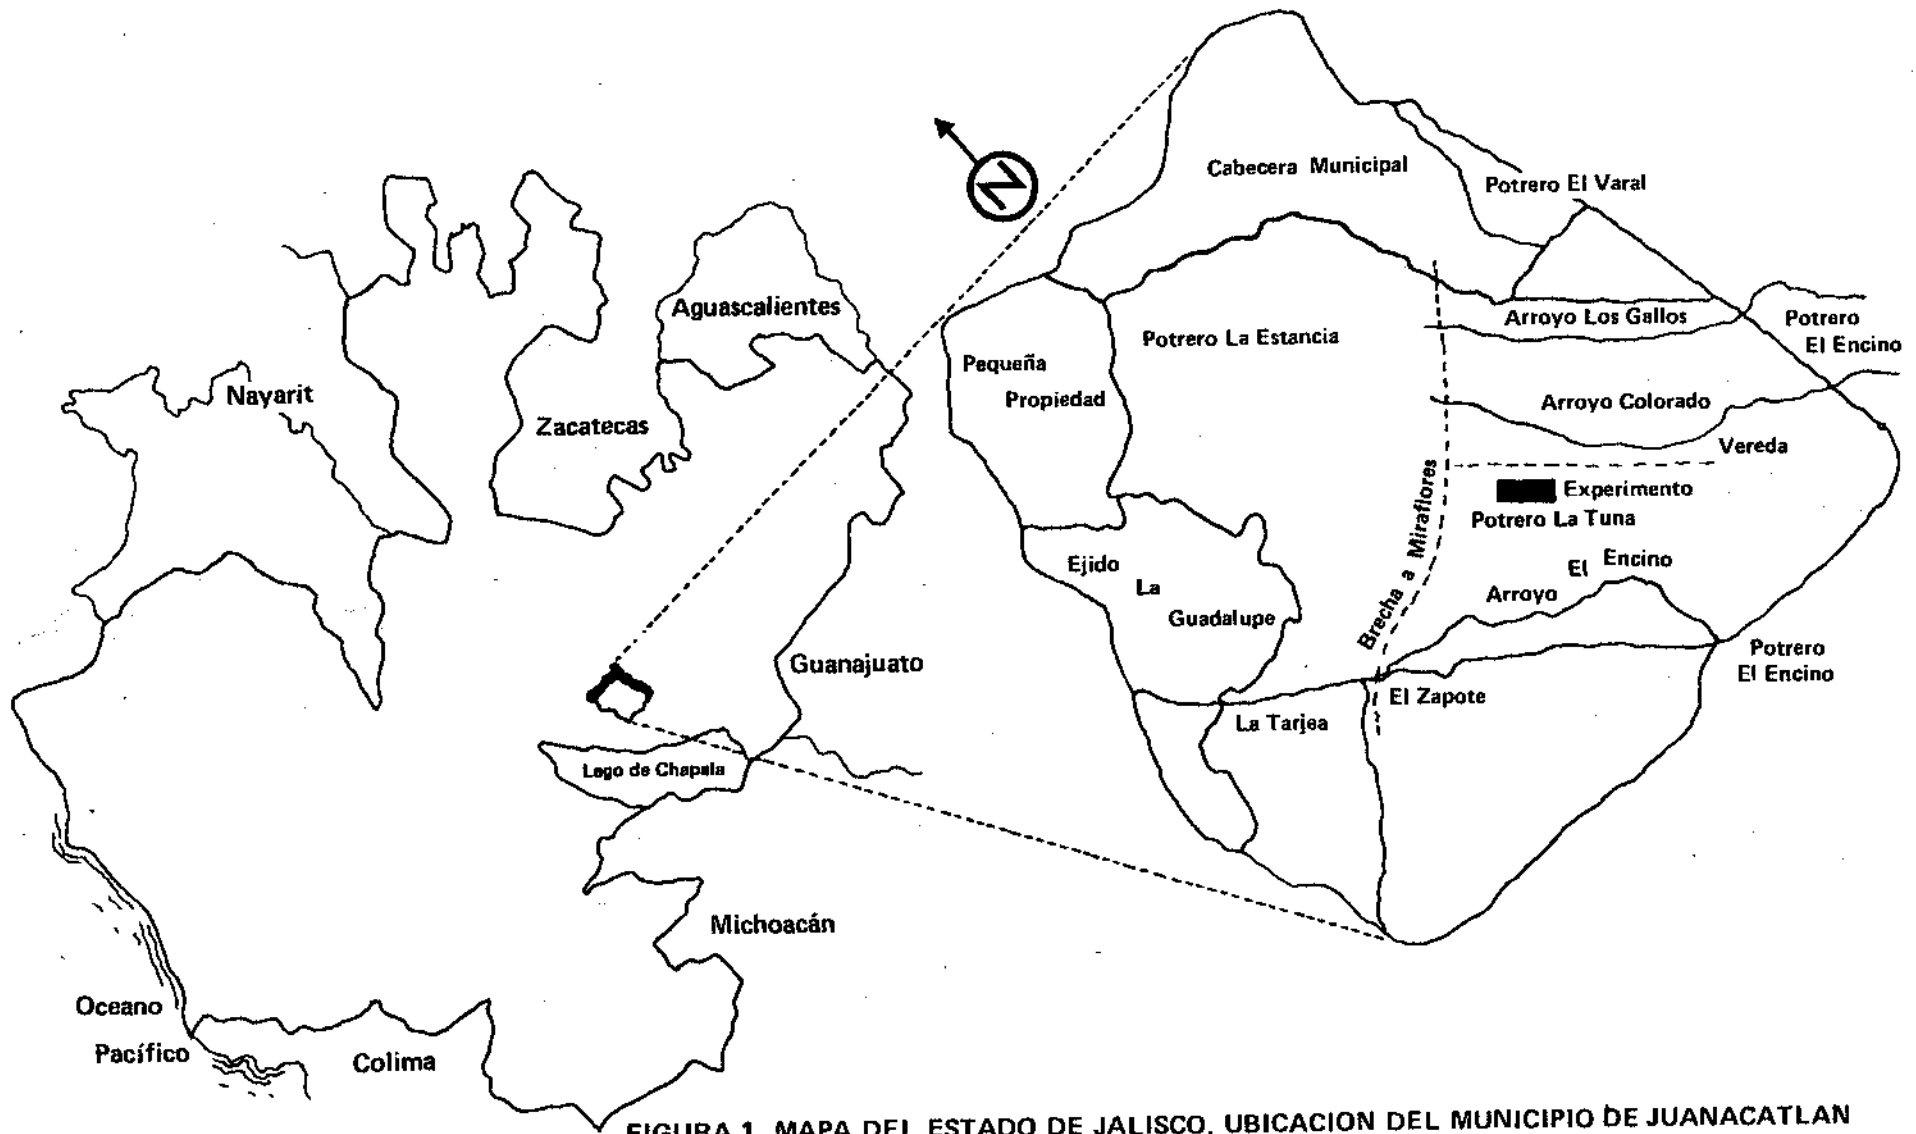 N
Cabecera Municipal
Potrero El Varal
Aguascalientes
Arroyo Los Gallos
Potrero
El Encino
Potrero La Estancia
Pequeña
Propiedad
Nayarit
Zacatecas
Arroyo Colorado
Vereda
Experimento
Potrero La Tuna
Brecha a Miraflores
Ejido
La
Guadalupe
Arroyo El Encino
Guanajuato
Potrero
El Encino
El Zapote
La Tarjea
Lago de Chapala
Michoacán
Oceano
Pacífico
Colima
FIGURA 1. MAPA DEL ESTADO DE JALISCO. UBICACION DEL MUNICIPIO DE JUANACATLAN